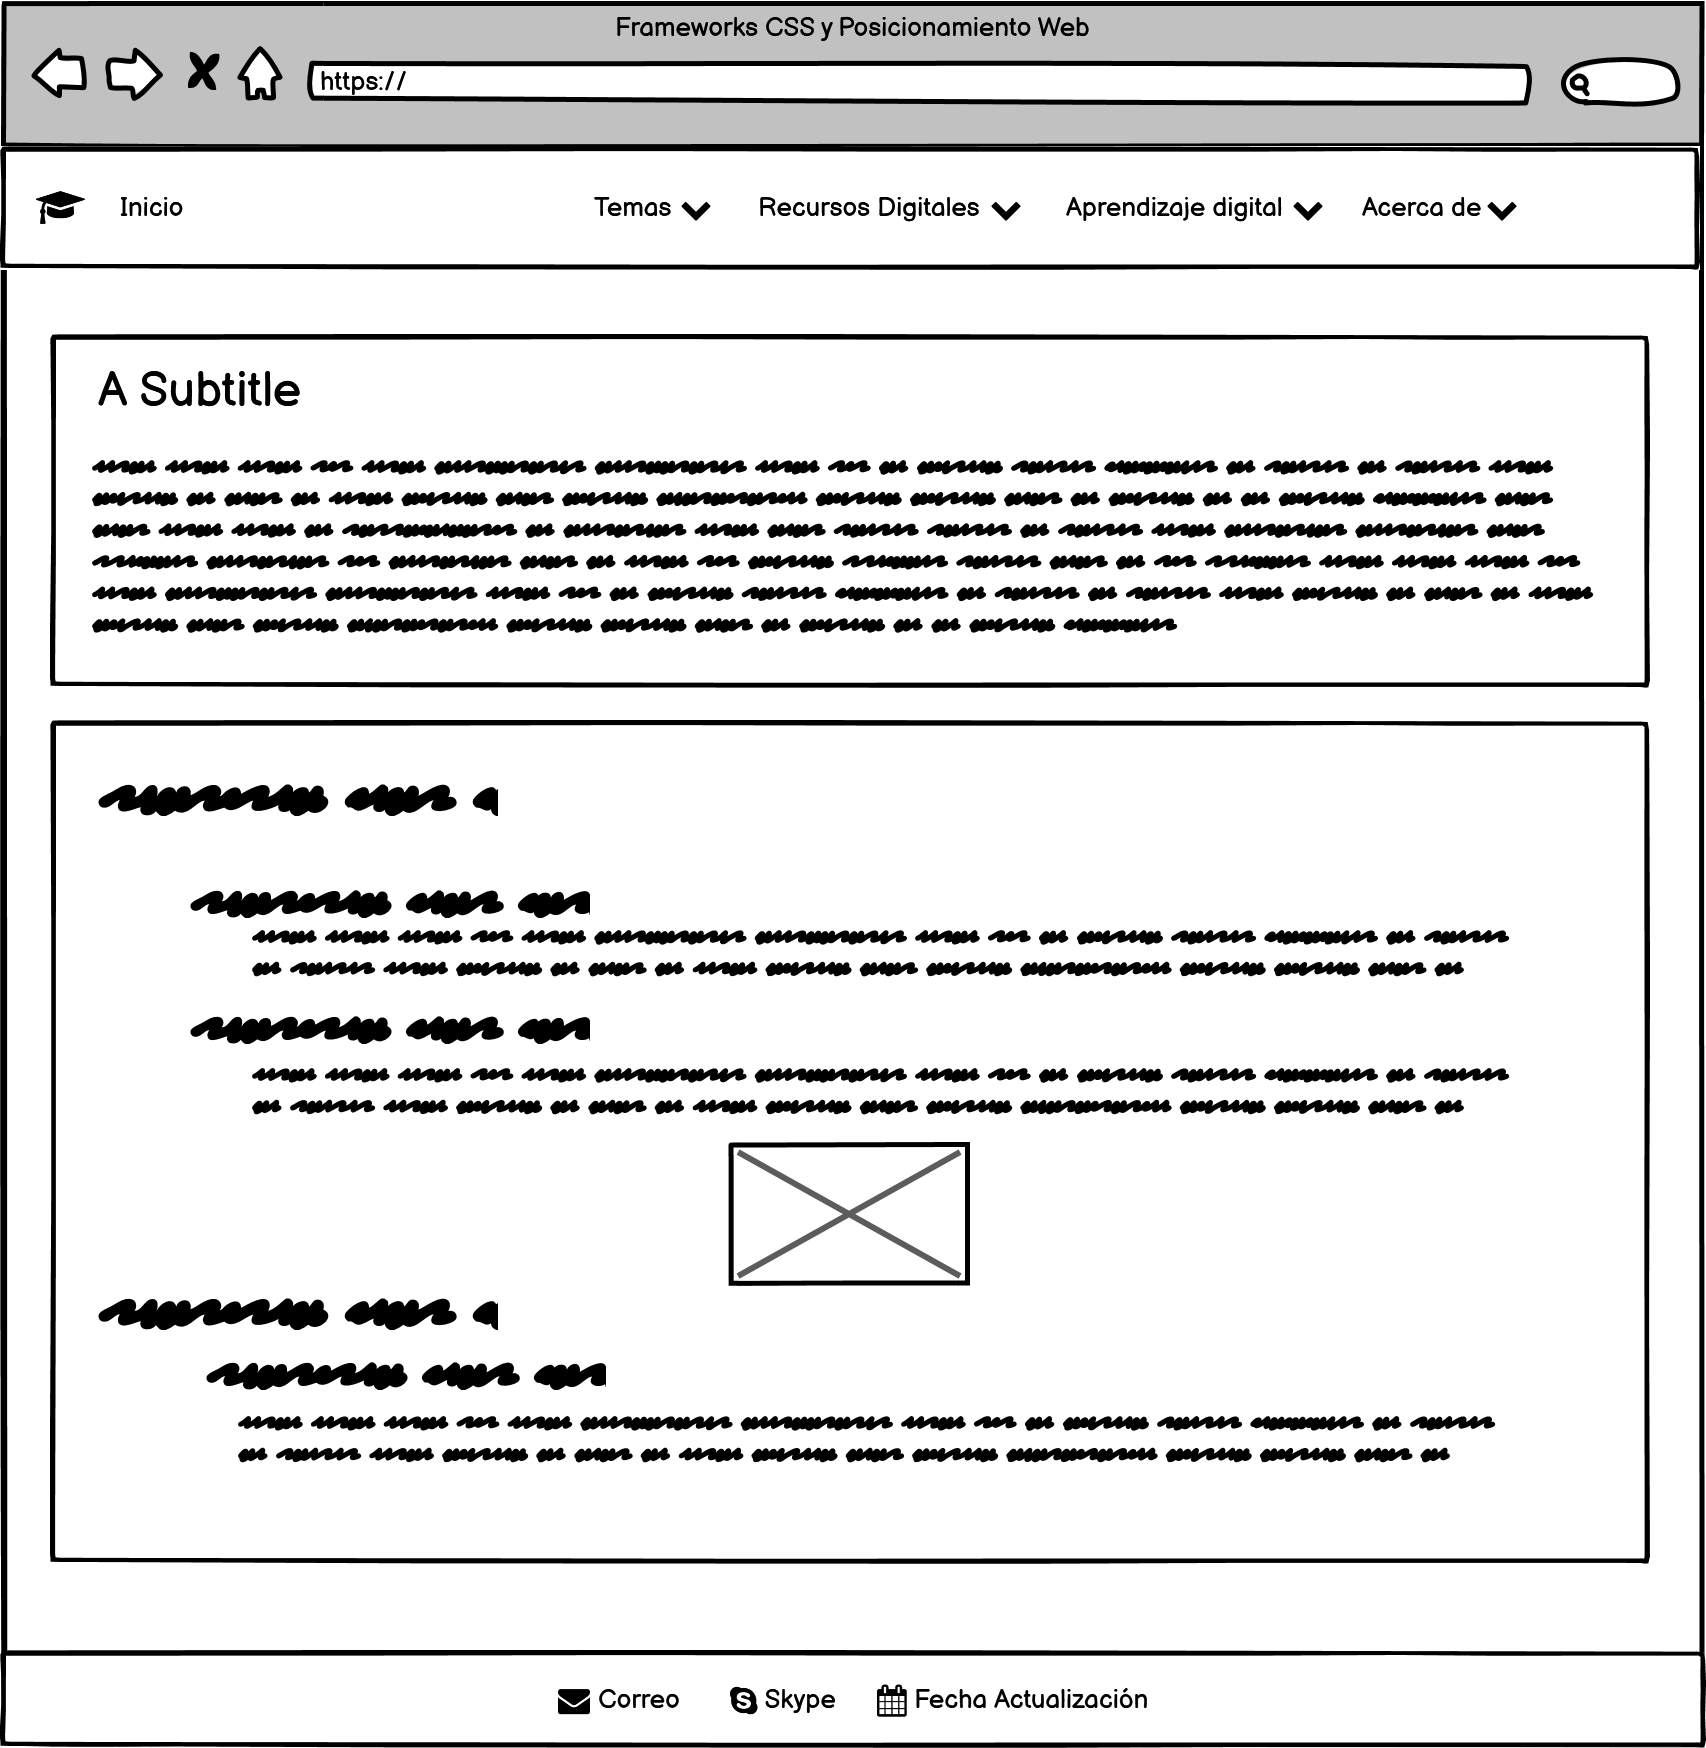 Frameworks CSS y Posicionamiento Web
https://
Inicio Temas Recursos Digitales Aprendizaje digital Acerca de
A Subtitle
Correo Skype Fecha Actualización